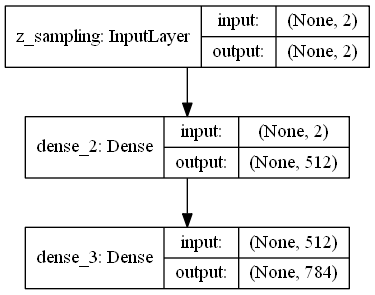 z_sampling: InputLayer
input: (None, 2)
output: (None, 2)
dense_2: Dense
input: (None, 2)
output: (None, 512)
dense_3: Dense
input: (None, 512)
output: (None, 784)